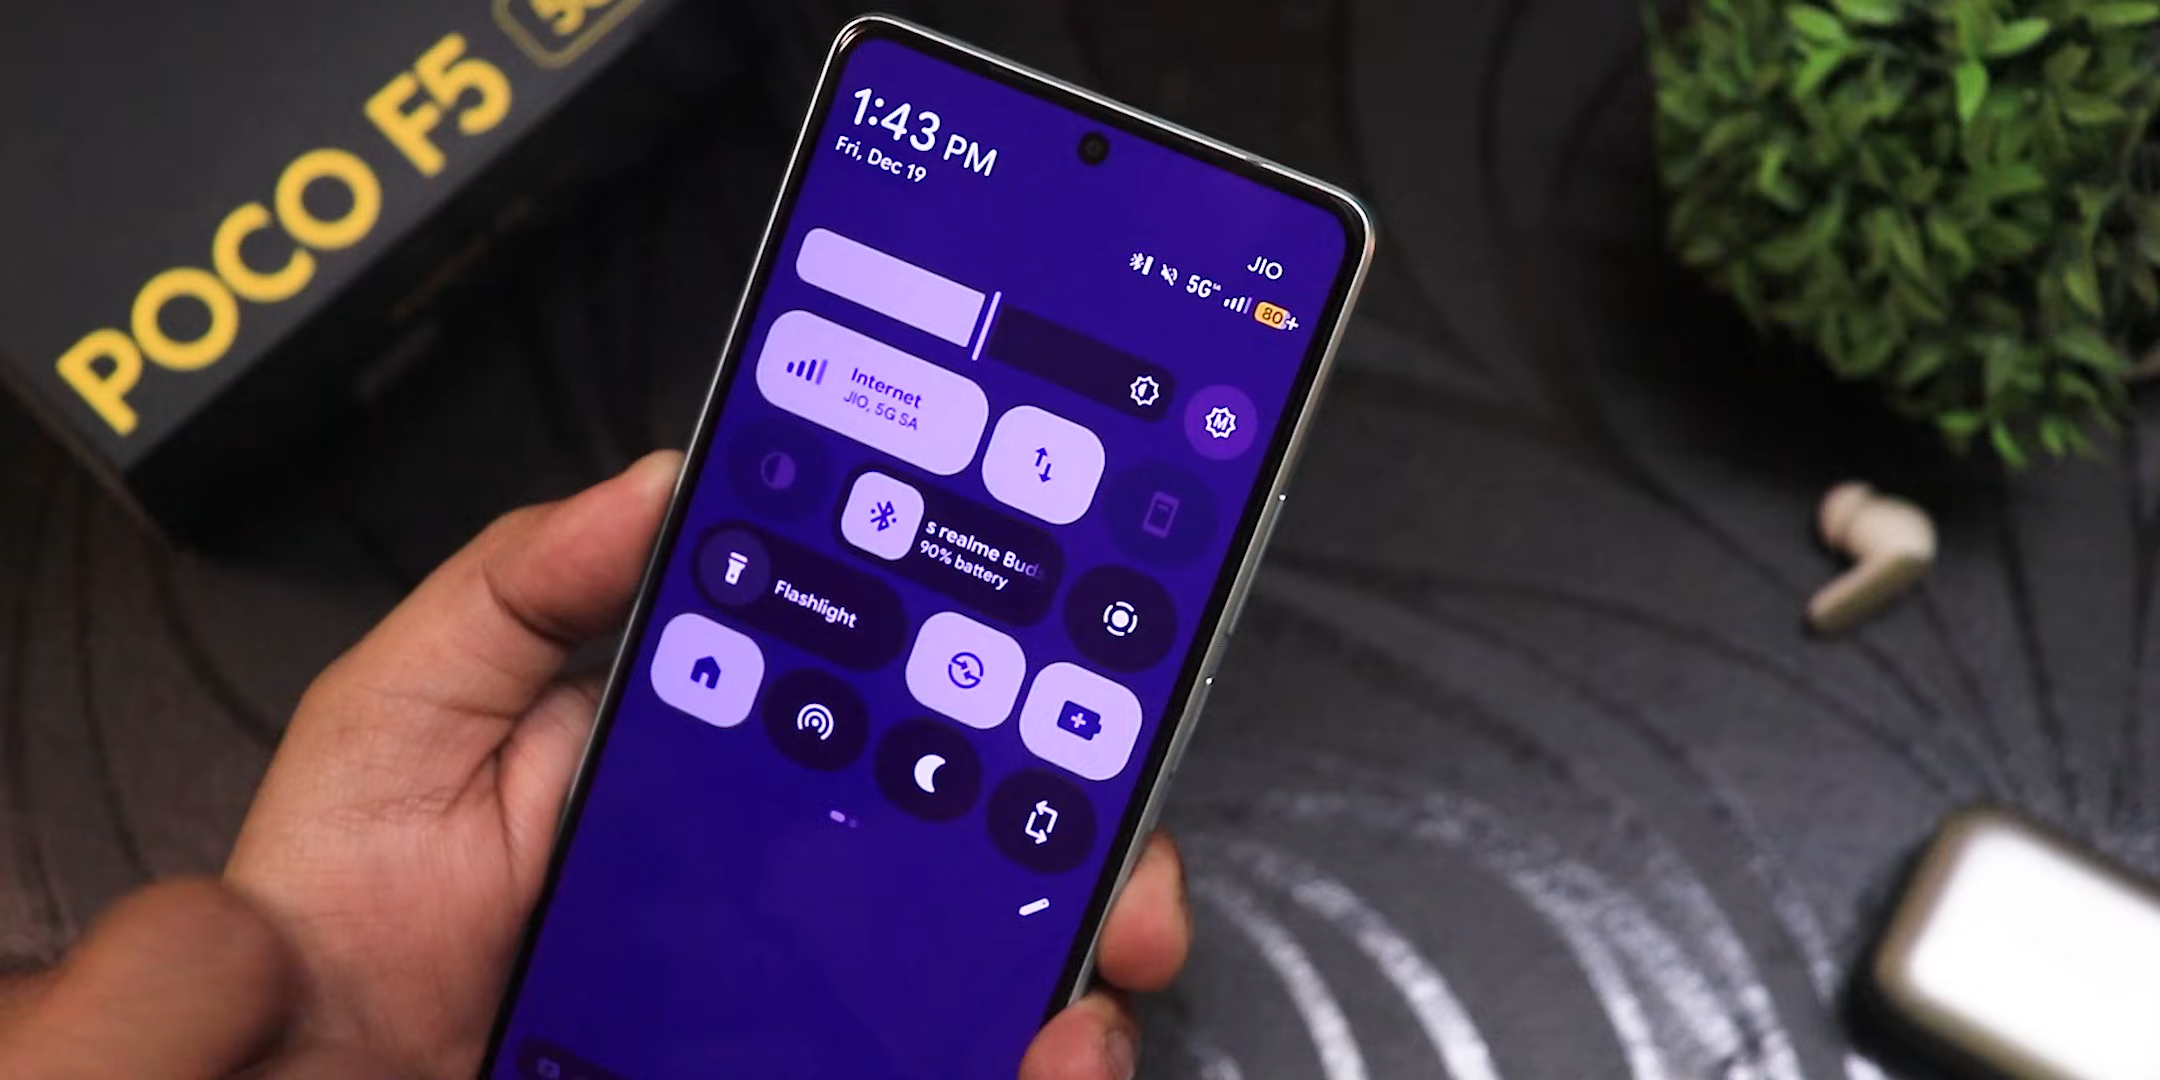 POCO F5
5G
1:43 PM
Fri, Dec 19
JIO
5G
80
Internet
JIO, 5G SA
M
s realme Buds
90% battery
Flashlight